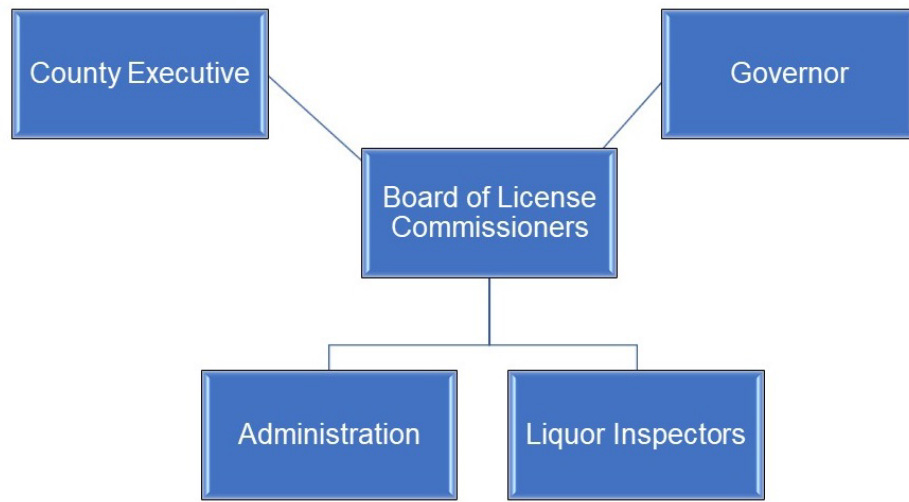 County Executive
Governor
Board of License
Commissioners
Administration
Liquor Inspectors